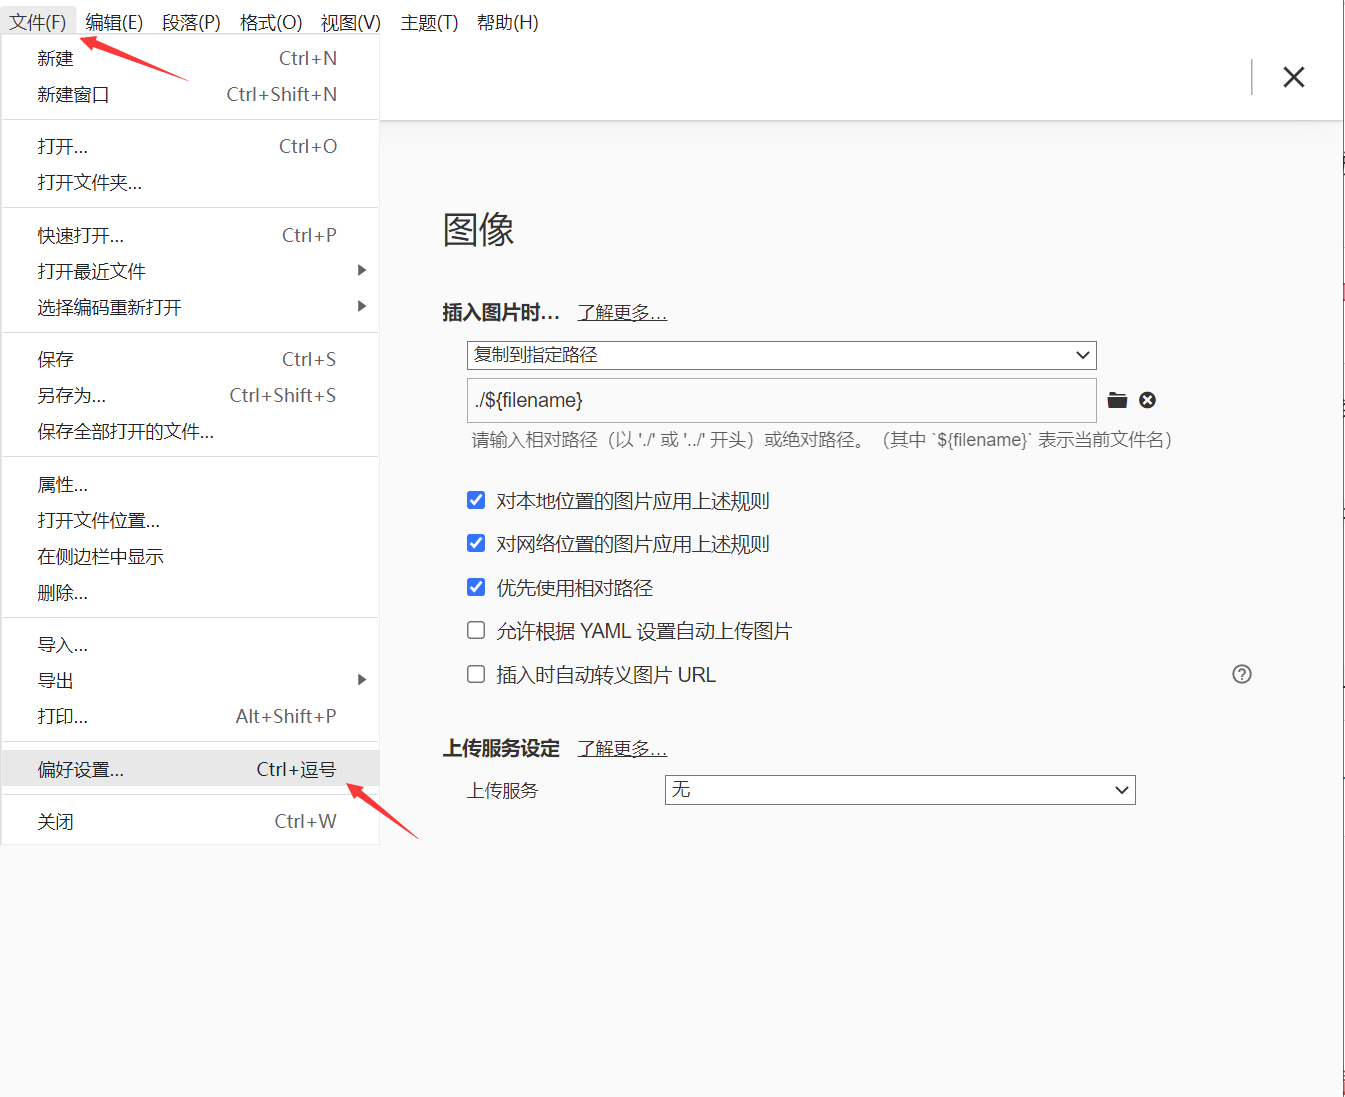 文件(F) 编辑(E) 段落(P) 格式(O) 视图(V) 主题(T) 帮助(H)
新建 Ctrl+N
新建窗口 Ctrl+Shift+N
打开... Ctrl+O
打开文件夹...
快速打开... Ctrl+P
打开最近文件
选择编码重新打开
保存 Ctrl+S
另存为... Ctrl+Shift+S
保存全部打开的文件...
属性...
打开文件位置...
在侧边栏中显示
删除...
导入...
导出
打印... Alt+Shift+P
偏好设置... Ctrl+逗号
关闭 Ctrl+W
图像
插入图片时... 了解更多...
复制到指定路径
./${filename}
请输入相对路径（以 './' 或 '../' 开头）或绝对路径。（其中 `${filename}` 表示当前文件名）
对本地位置的图片应用上述规则
对网络位置的图片应用上述规则
优先使用相对路径
允许根据 YAML 设置自动上传图片
插入时自动转义图片 URL
上传服务设定 了解更多...
上传服务 无